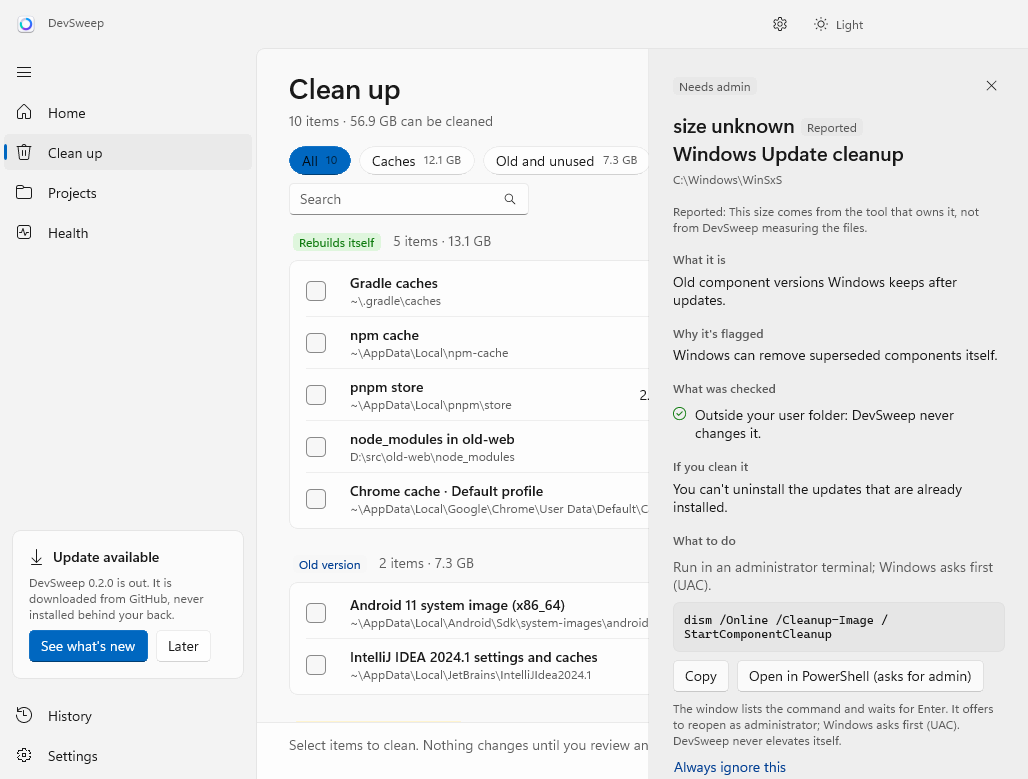 DevSweep
Light
Home
Clean up
Projects
Health
Update available
DevSweep 0.2.0 is out. It is
downloaded from GitHub, never
installed behind your back.
See what's new
Later
History
Settings
Clean up
10 items · 56.9 GB can be cleaned
All 10
Caches 12.1 GB
Old and unused 7.3 GB
Search
Rebuilds itself 5 items · 13.1 GB
Gradle caches
~\.gradle\caches
npm cache
~\AppData\Local\npm-cache
pnpm store
~\AppData\Local\pnpm\store
2.
node_modules in old-web
D:\src\old-web\node_modules
Chrome cache · Default profile
~\AppData\Local\Google\Chrome\User Data\Default\C
Old version 2 items · 7.3 GB
Android 11 system image (x86_64)
~\AppData\Local\Android\Sdk\system-images\android
IntelliJ IDEA 2024.1 settings and caches
~\AppData\Local\JetBrains\IntelliJIdea2024.1
Select items to clean. Nothing changes until you review an
Needs admin
size unknown Reported
Windows Update cleanup
C:\Windows\WinSxS
Reported: This size comes from the tool that owns it, not
from DevSweep measuring the files.
What it is
Old component versions Windows keeps after
updates.
Why it's flagged
Windows can remove superseded components itself.
What was checked
Outside your user folder: DevSweep never
changes it.
If you clean it
You can't uninstall the updates that are already
installed.
What to do
Run in an administrator terminal; Windows asks first
(UAC).
dism /Online /Cleanup-Image /
StartComponentCleanup
Copy
Open in PowerShell (asks for admin)
The window lists the command and waits for Enter. It offers
to reopen as administrator; Windows asks first (UAC).
DevSweep never elevates itself.
Always ignore this